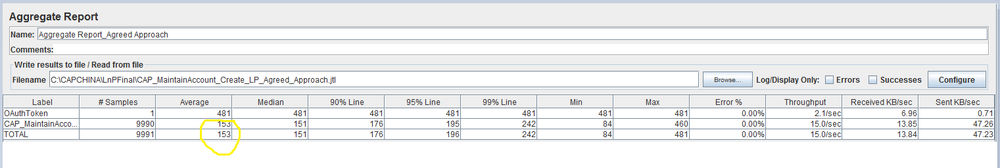 Aggregate Report
Name: Aggregate Report_Agreed Approach
Comments:
Write results to file / Read from file
Filename C:\CAPCHINA\LnPFinal\CAP_MaintainAccount_Create_LP_Agreed_Approach.jtl Browse... Log/Display Only: Errors Successes Configure
Label # Samples Average Median 90% Line 95% Line 99% Line Min Max Error % Throughput Received KB/sec Sent KB/sec
OAuthToken 1 481 481 481 481 481 481 481 0.00% 2.1/sec 6.96 0.71
CAP_MaintainAcco... 9990 153 151 176 195 242 84 460 0.00% 15.0/sec 13.85 47.26
TOTAL 9991 153 151 176 196 242 84 481 0.00% 15.0/sec 13.84 47.23